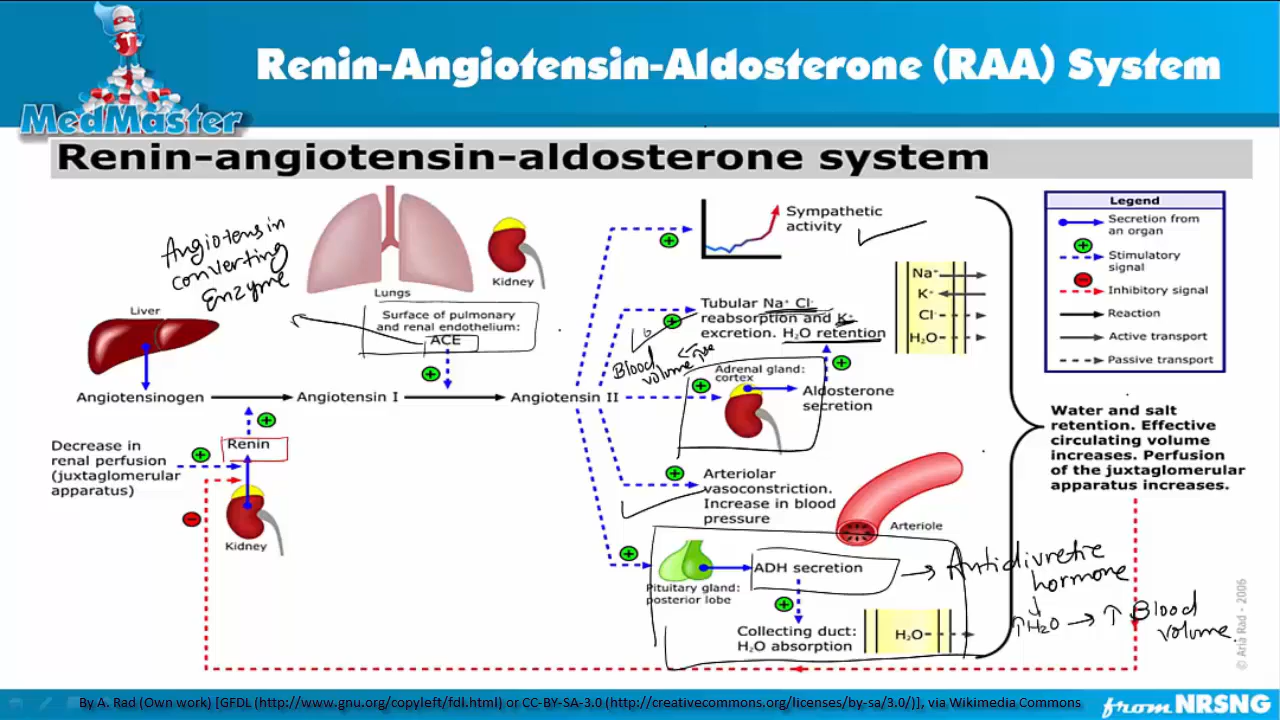 Renin-Angiotensin-Aldosterone (RAA) System
MedMaster
Renin-angiotensin-aldosterone system
Angiotensin
converting
Enzyme
Liver
Lungs
Kidney
Surface of pulmonary
and renal endothelium:
ACE
Angiotensinogen
Angiotensin I
Angiotensin II
Decrease in
renal perfusion
(juxtaglomerular
apparatus)
Renin
Kidney
Sympathetic
activity
Tubular Na+ Cl-
reabsorption and K+
excretion. H₂O retention
Blood
volume
Adrenal gland:
cortex
Aldosterone
secretion
Arteriolar
vasoconstriction.
Increase in blood
pressure
Arteriole
Pituitary gland:
posterior lobe
ADH secretion
Collecting duct:
H₂O absorption
H₂O
Antidiuretic
hormone
↑H₂O → ↑ Blood
volume
Na+
K+
Cl-
H₂O
Legend
Secretion from
an organ
Stimulatory
signal
Inhibitory signal
Reaction
Active transport
Passive transport
Water and salt
retention. Effective
circulating volume
increases. Perfusion
of the juxtaglomerular
apparatus increases.
© Aria Rad - 2006
By A. Rad (Own work) [GFDL (http://www.gnu.org/copyleft/fdl.html) or CC-BY-SA-3.0 (http://creativecommons.org/licenses/by-sa/3.0/)], via Wikimedia Commons
from NRSNG